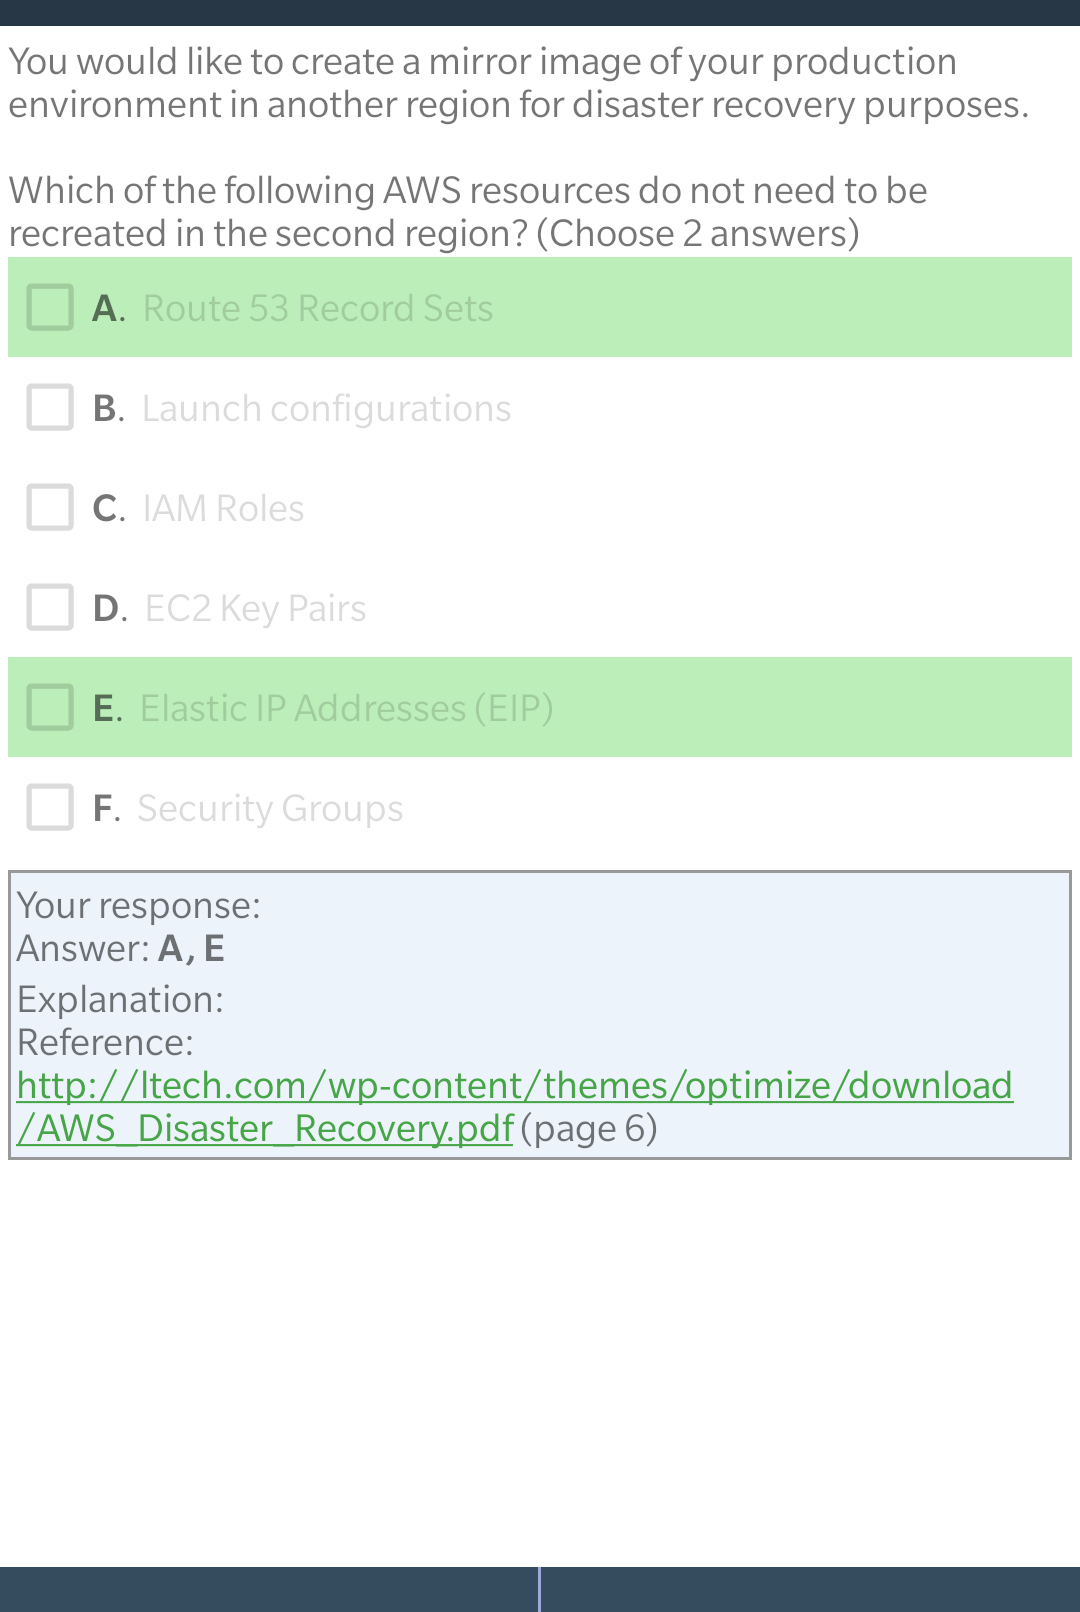 You would like to create a mirror image of your production
environment in another region for disaster recovery purposes.
Which of the following AWS resources do not need to be
recreated in the second region? (Choose 2 answers)
A. Route 53 Record Sets
B. Launch configurations
C. IAM Roles
D. EC2 Key Pairs
E. Elastic IP Addresses (EIP)
F. Security Groups
Your response:
Answer: A, E
Explanation:
Reference:
http://ltech.com/wp-content/themes/optimize/download
/AWS_Disaster_Recovery.pdf (page 6)